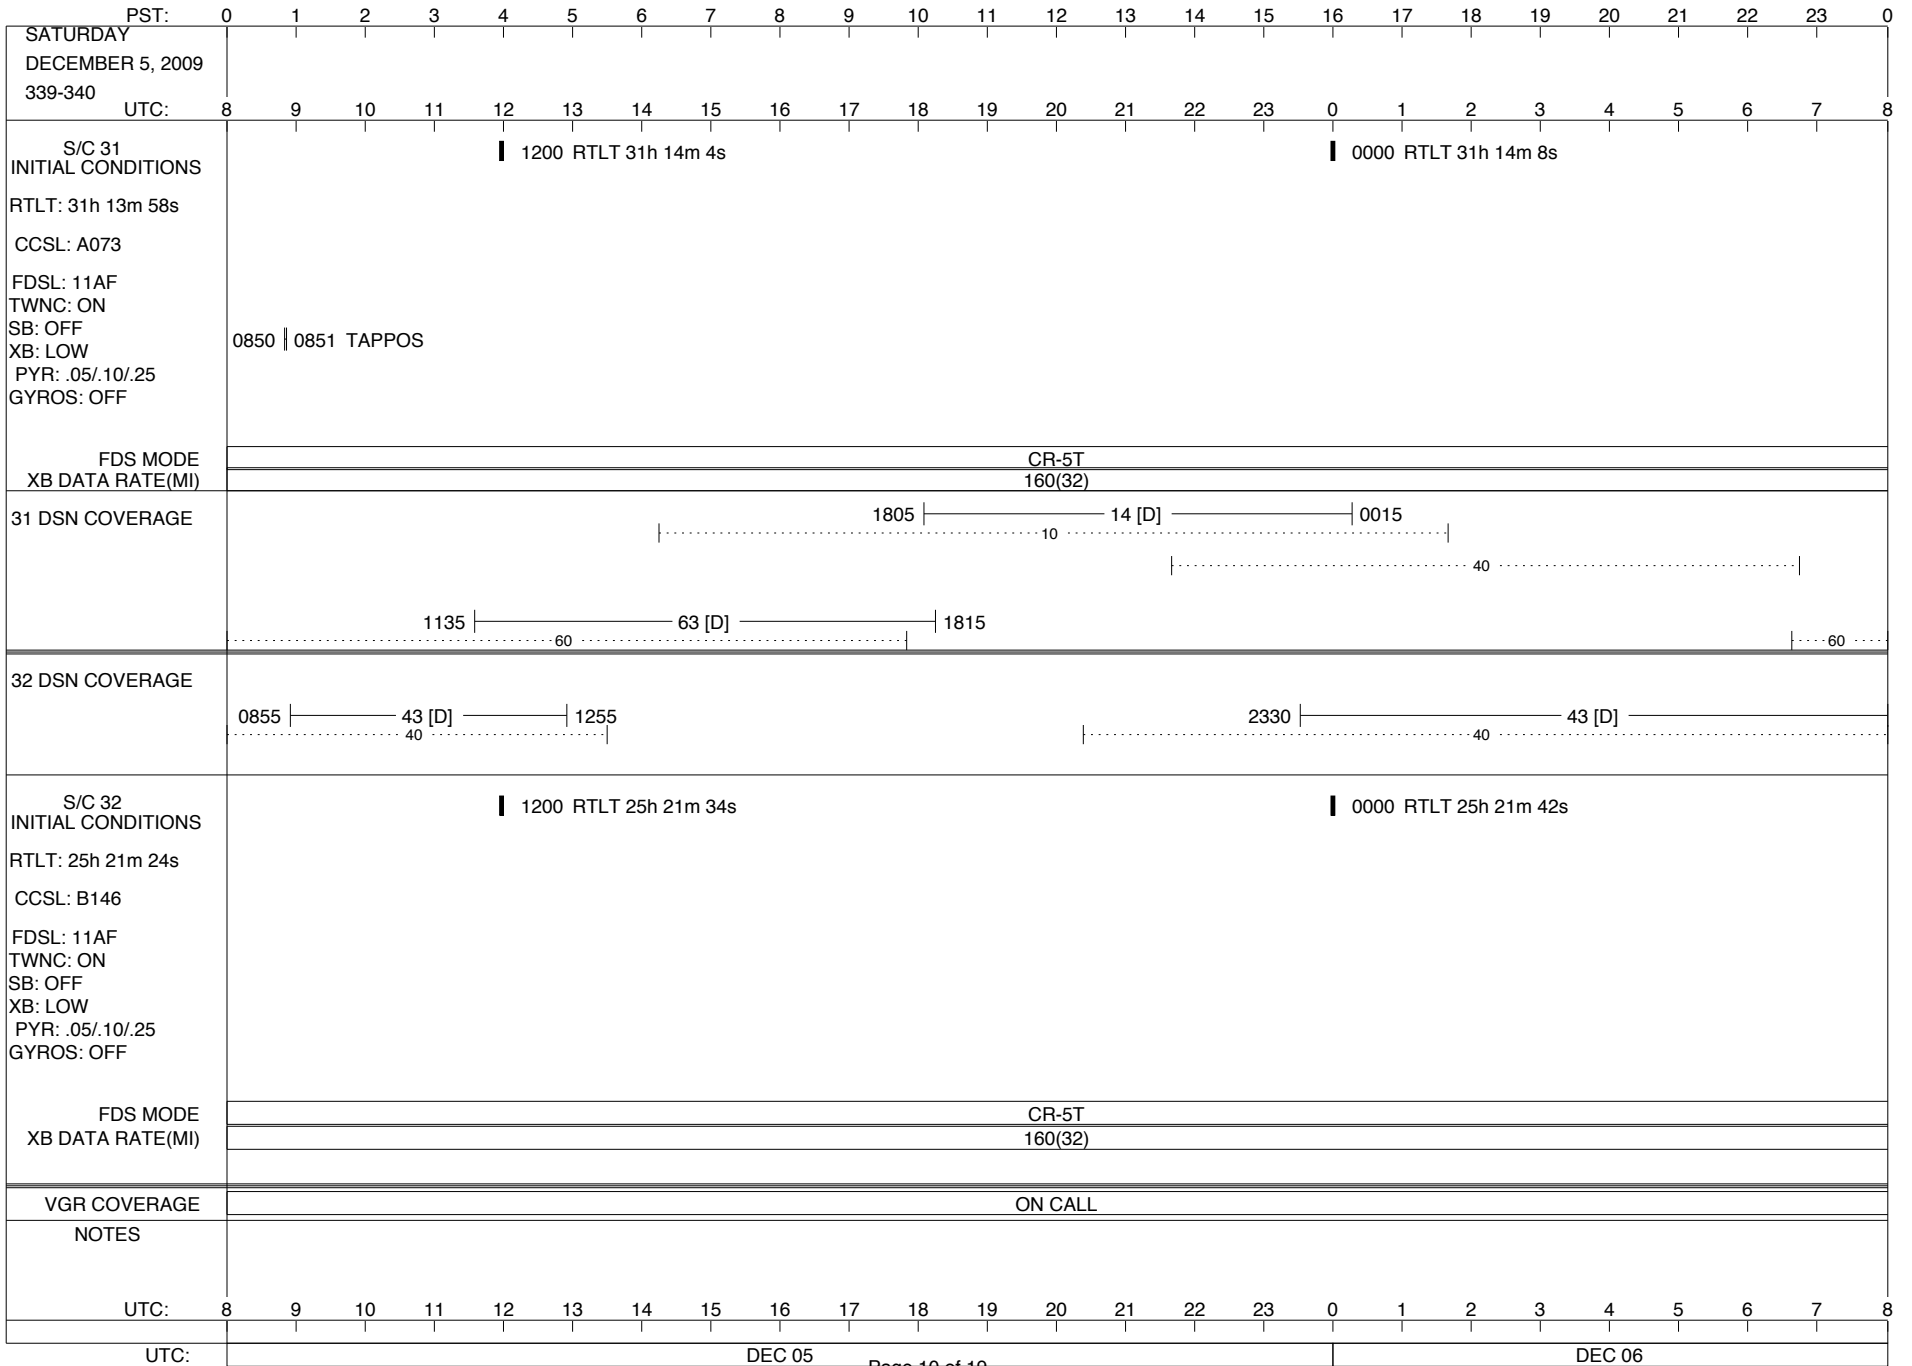 PST: 0 1 2 3 4 5 6 7 8 9 10 11 12 13 14 15 16 17 18 19 20 21 22 23 0
SATURDAY
DECEMBER 5, 2009
339-340
UTC: 8 9 10 11 12 13 14 15 16 17 18 19 20 21 22 23 0 1 2 3 4 5 6 7 8
S/C 31
INITIAL CONDITIONS
1200 RTLT 31h 14m 4s
0000 RTLT 31h 14m 8s
RTLT: 31h 13m 58s
CCSL: A073
FDSL: 11AF
TWNC: ON
SB: OFF
XB: LOW
PYR: .05/.10/.25
GYROS: OFF
0850 0851 TAPPOS
FDS MODE CR-5T
XB DATA RATE(MI) 160(32)
31 DSN COVERAGE
1805 14 [D] 0015
10
40
1135 63 [D] 1815
60 60
32 DSN COVERAGE
0855 43 [D] 1255 2330 43 [D]
40 40
S/C 32
INITIAL CONDITIONS
1200 RTLT 25h 21m 34s
0000 RTLT 25h 21m 42s
RTLT: 25h 21m 24s
CCSL: B146
FDSL: 11AF
TWNC: ON
SB: OFF
XB: LOW
PYR: .05/.10/.25
GYROS: OFF
FDS MODE CR-5T
XB DATA RATE(MI) 160(32)
VGR COVERAGE ON CALL
NOTES
UTC: 8 9 10 11 12 13 14 15 16 17 18 19 20 21 22 23 0 1 2 3 4 5 6 7 8
UTC: DEC 05 DEC 06
Page 10 of 10